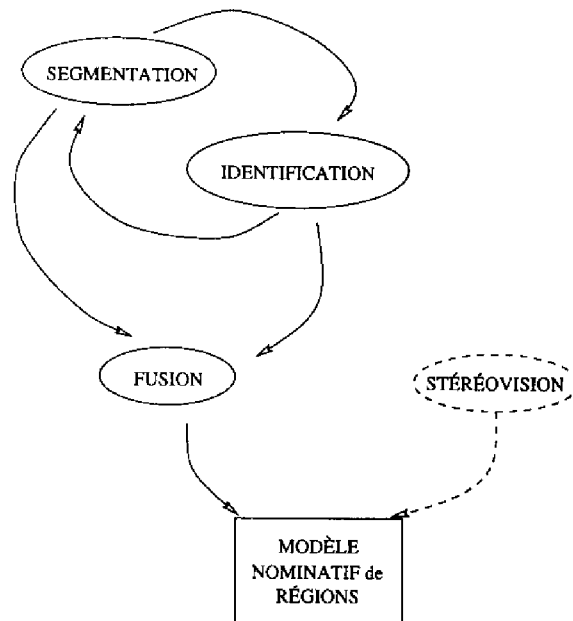 SEGMENTATION
IDENTIFICATION
FUSION
STÉRÉOVISION
MODÈLE
NOMINATIF de
RÉGIONS